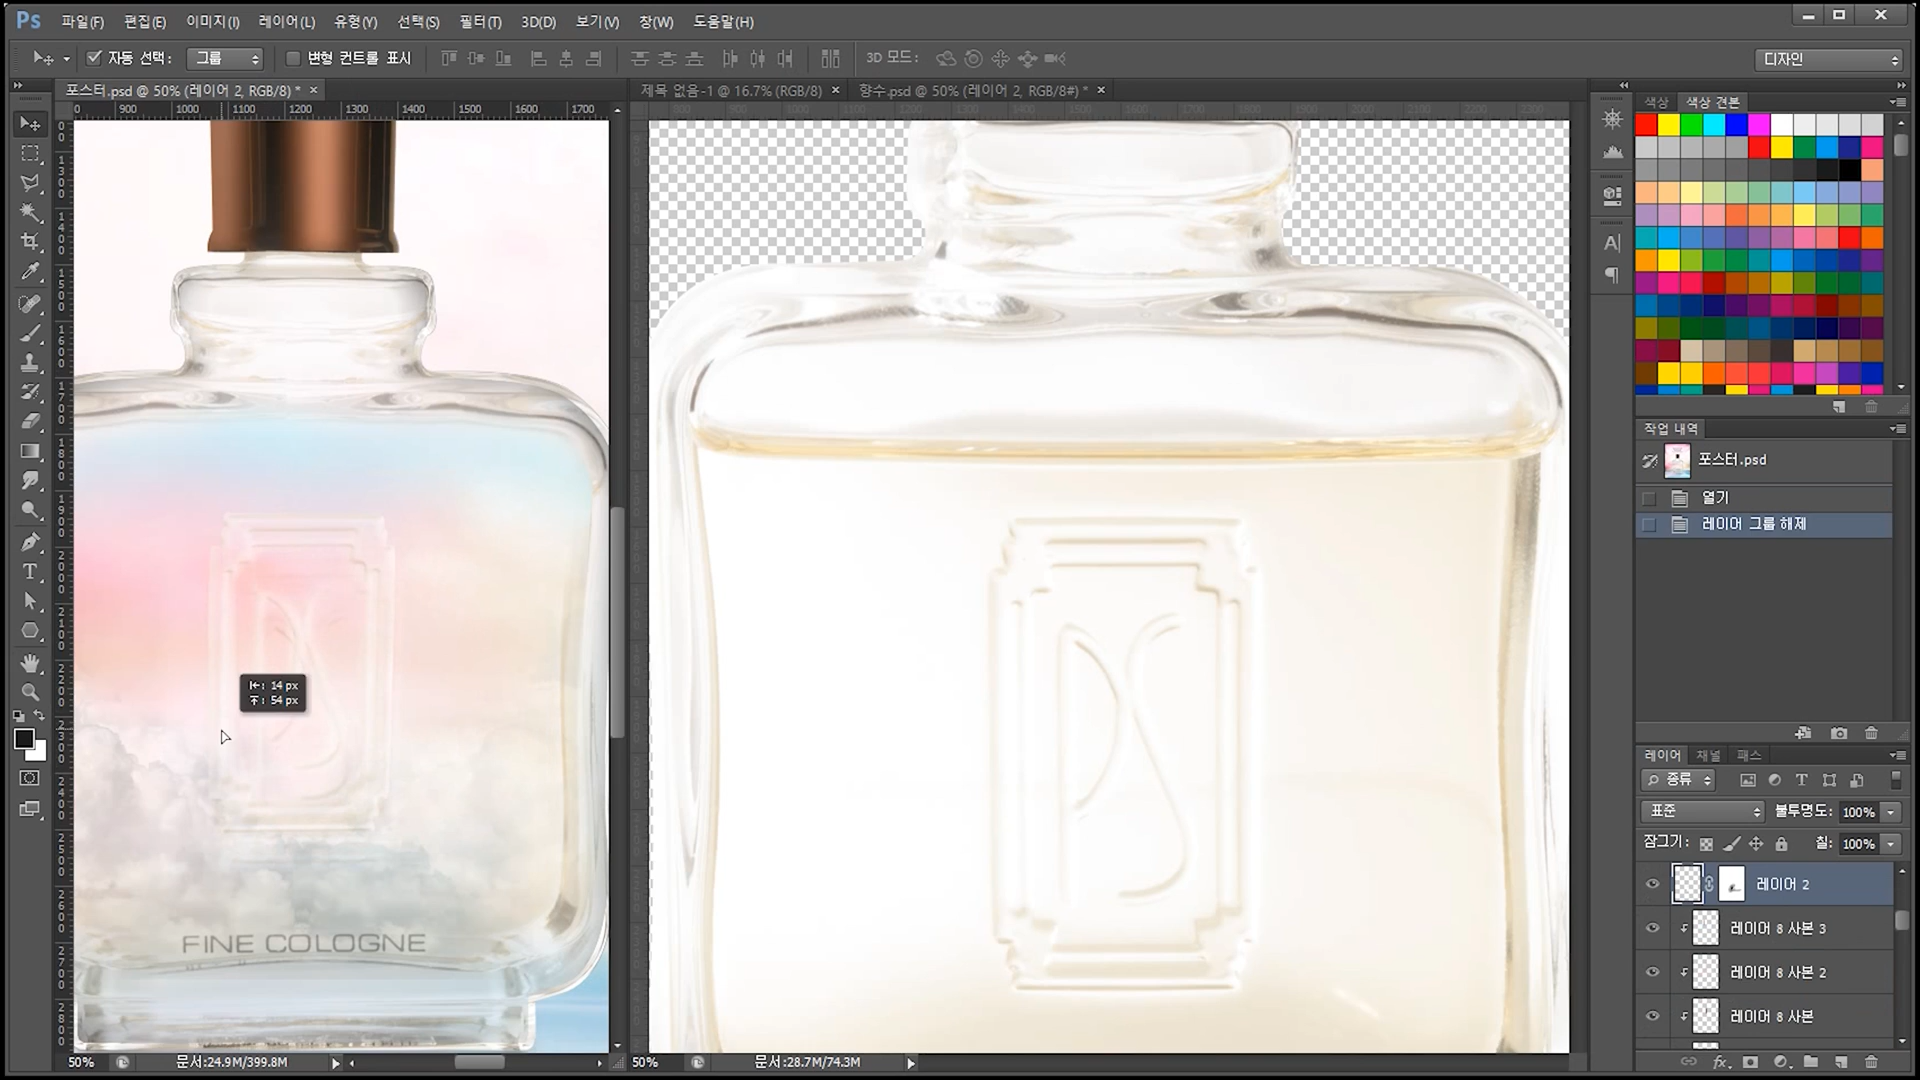 Ps 파일(F) 편집(E) 이미지(I) 레이어(L) 유형(Y) 선택(S) 필터(T) 3D(D) 보기(V) 창(W) 도움말(H)
자동 선택: 그룹 변형 컨트롤 표시 3D 모드: 디자인
포스터.psd @ 50% (레이어 2, RGB/8) * × 제목 없음-1 @ 16.7% (RGB/8) × 향수.psd @ 50% (레이어 2, RGB/8#) * ×
900 1000 1100 1200 1300 1400 1500 1600 1700
색상 색상 견본
작업 내역
포스터.psd
열기
레이어 그룹 해제
14 px
54 px
FINE COLOGNE
레이어 채널 패스
종류
표준 불투명도: 100%
잠그기: 칠: 100%
레이어 2
레이어 8 사본 3
레이어 8 사본 2
레이어 8 사본
50% 문서:24.9M/399.8M 50% 문서:28.7M/74.3M